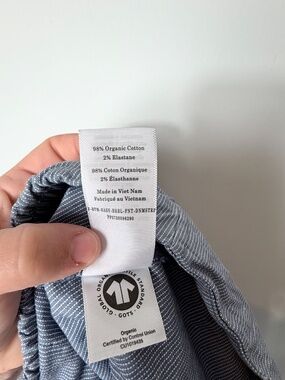 98% Organic Cotton
2% Elastane
98% Coton Organique
2% Élasthanne
Made in Viet Nam
Fabriqué au Vietnam
GLOBAL ORGANIC TEXTILE STANDARD · GOTS ·
Organic
Certified by Control Union